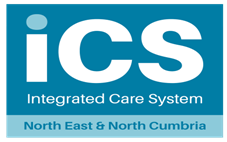 iCS
Integrated Care System
North East & North Cumbria